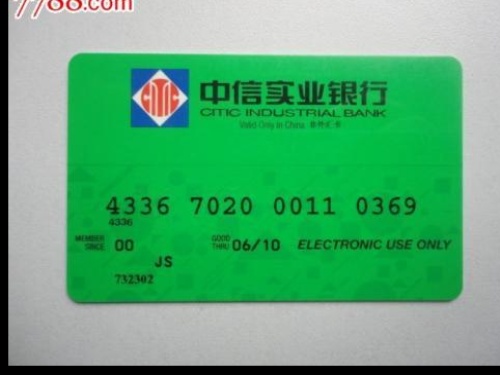 7788.com
CITIC
中信实业银行
CITIC INDUSTRIAL BANK
Valid Only in China
4336 7020 0011 0369
4336
MEMBER SINCE 00 GOOD THRU 06/10 ELECTRONIC USE ONLY
JS
732302